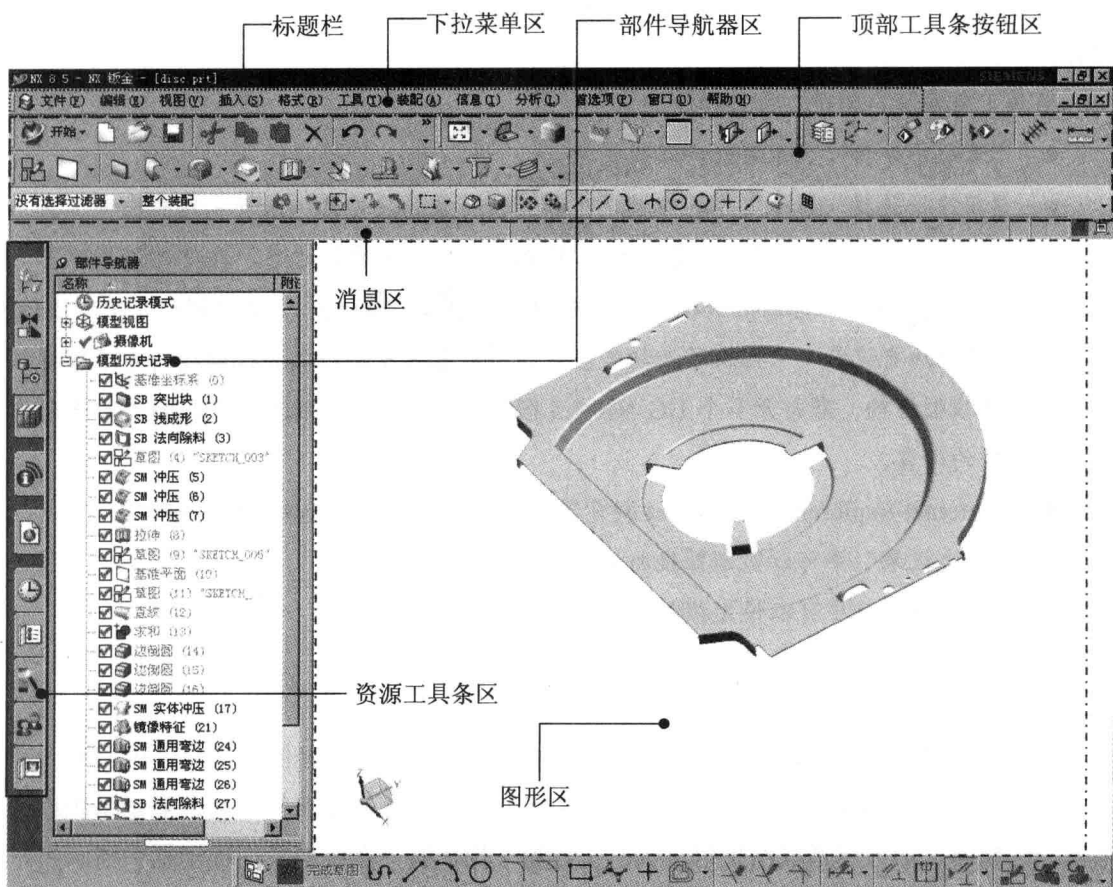 标题栏
下拉菜单区
部件导航器区
顶部工具条按钮区
NX 8.5 - NX 钣金 - [disc.prt]
SIEMENS
文件(F) 编辑(E) 视图(V) 插入(S) 格式(R) 工具(T) 装配(A) 信息(I) 分析(L) 首选项(P) 窗口(O) 帮助(H)
开始
没有选择过滤器 整个装配
消息区
部件导航器
名称 附注
历史记录模式
模型视图
摄像机
模型历史记录
基准坐标系 (0)
SB 突出块 (1)
SB 浅成形 (2)
SB 法向除料 (3)
草图 (4) "SKETCH_003"
SM 冲压 (5)
SM 冲压 (6)
SM 冲压 (7)
拉伸 (8)
草图 (9) "SKETCH_006"
基准平面 (10)
草图 (11) "SKETCH_
直纹 (12)
求和 (13)
边倒圆 (14)
边倒圆 (15)
边倒圆 (16)
SM 实体冲压 (17)
镜像特征 (21)
SM 通用弯边 (24)
SM 通用弯边 (25)
SM 通用弯边 (26)
SB 法向除料 (27)
资源工具条区
图形区
Z
Y
X
完成草图